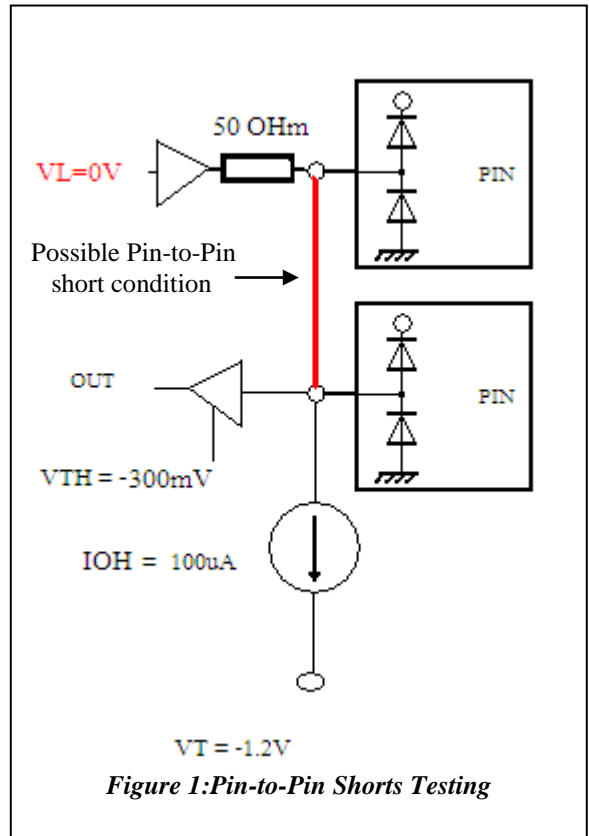 50 OHm
VL=0V
PIN
Possible Pin-to-Pin
short condition
OUT
PIN
VTH = -300mV
IOH = 100uA
VT = -1.2V
Figure 1:Pin-to-Pin Shorts Testing